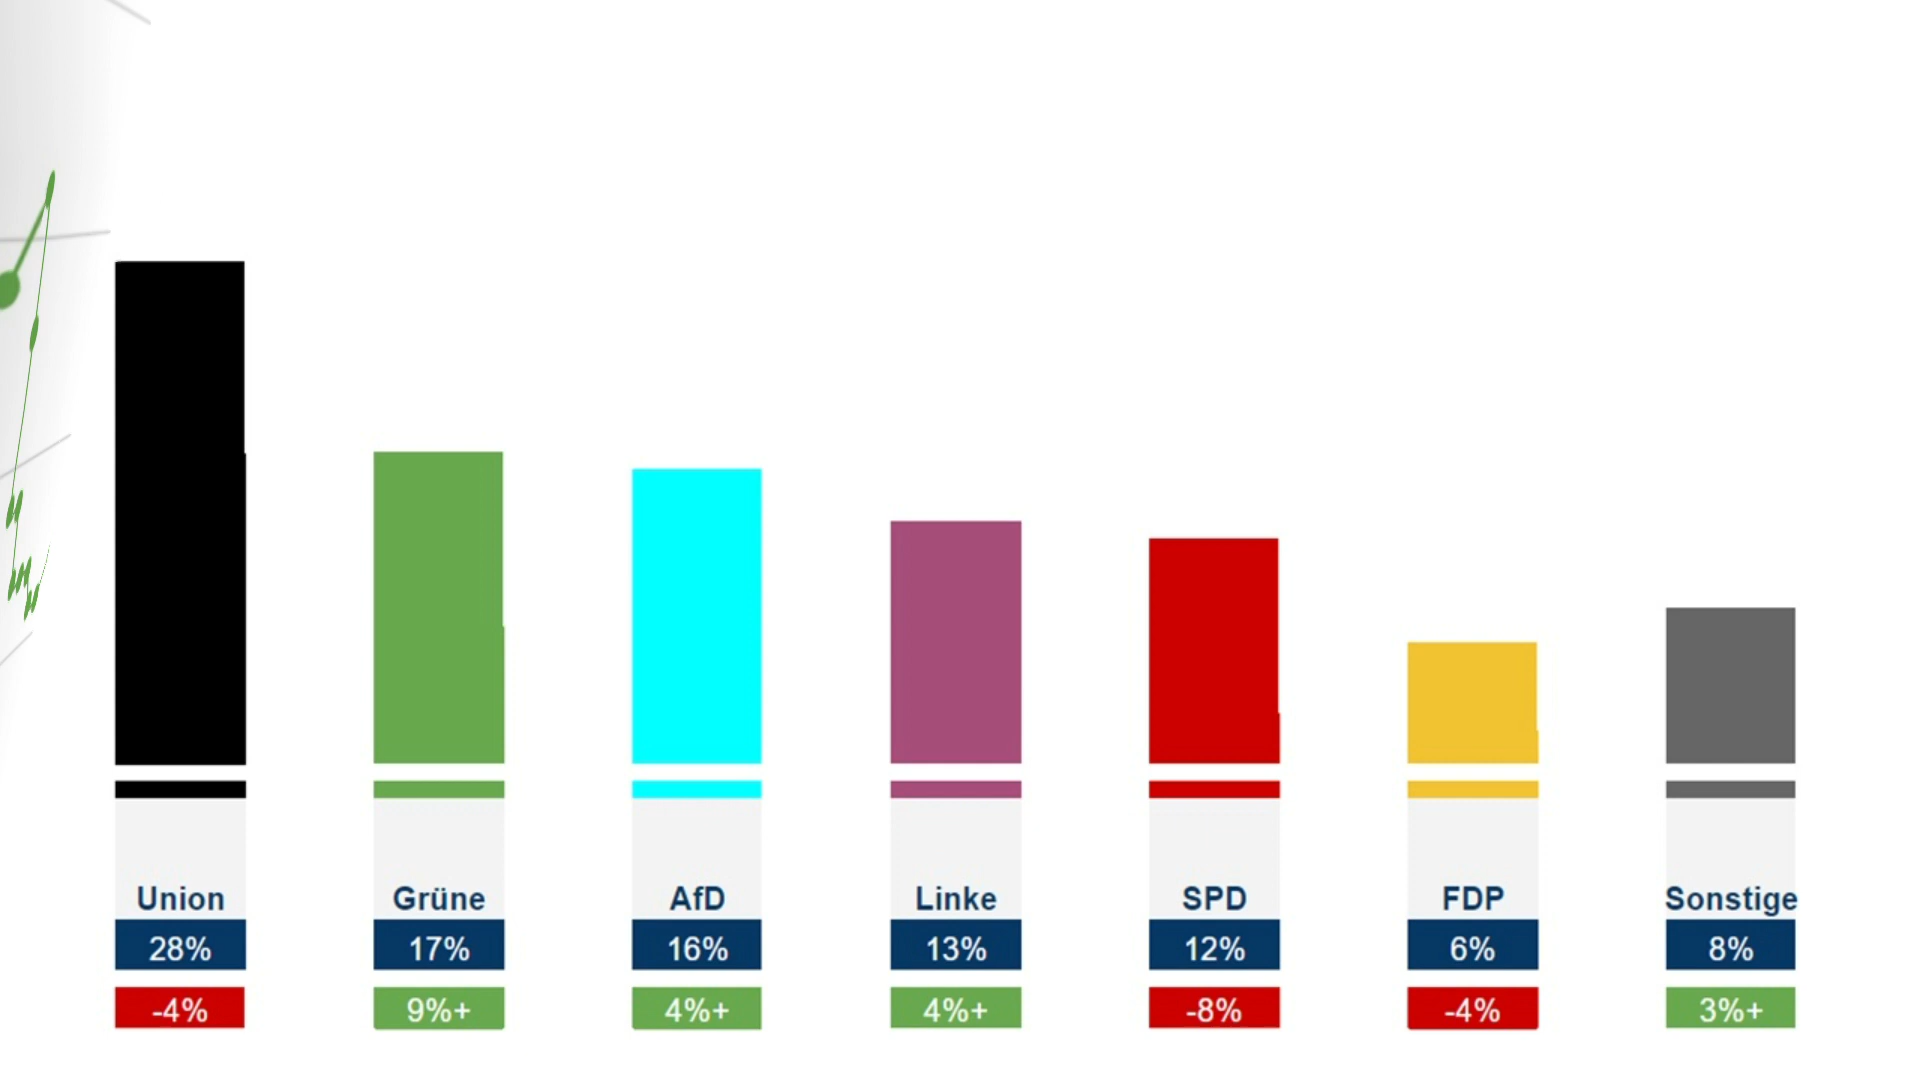 Union Grüne AfD Linke SPD FDP Sonstige
28% 17% 16% 13% 12% 6% 8%
-4% 9%+ 4%+ 4%+ -8% -4% 3%+